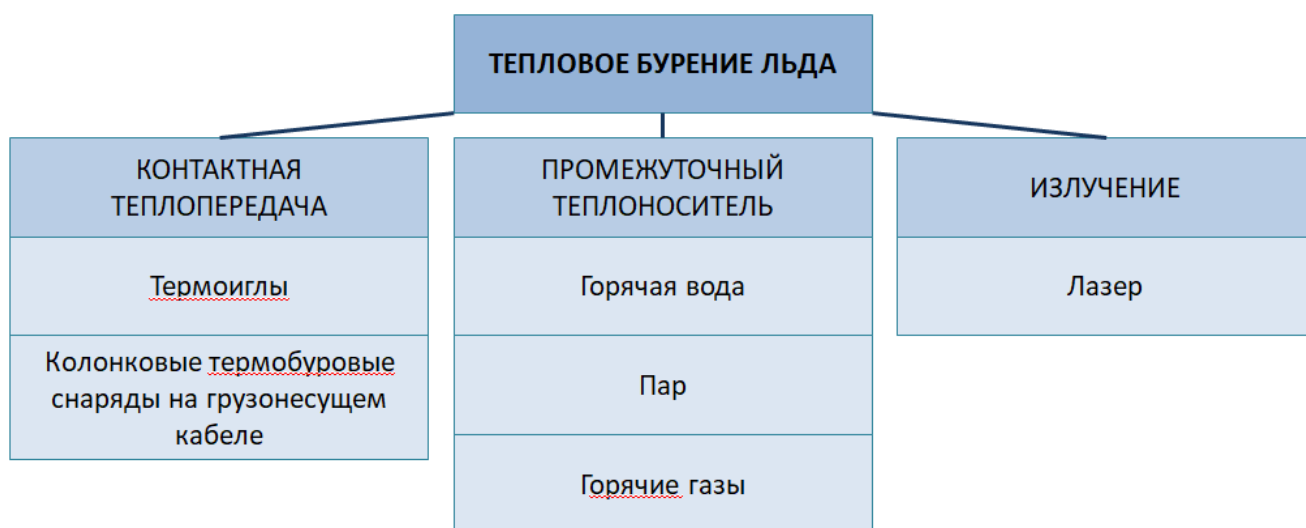 ТЕПЛОВОЕ БУРЕНИЕ ЛЬДА
КОНТАКТНАЯ
ТЕПЛОПЕРЕДАЧА
Термоиглы
Колонковые термобуровые
снаряды на грузонесущем
кабеле
ПРОМЕЖУТОЧНЫЙ
ТЕПЛОНОСИТЕЛЬ
Горячая вода
Пар
Горячие газы
ИЗЛУЧЕНИЕ
Лазер